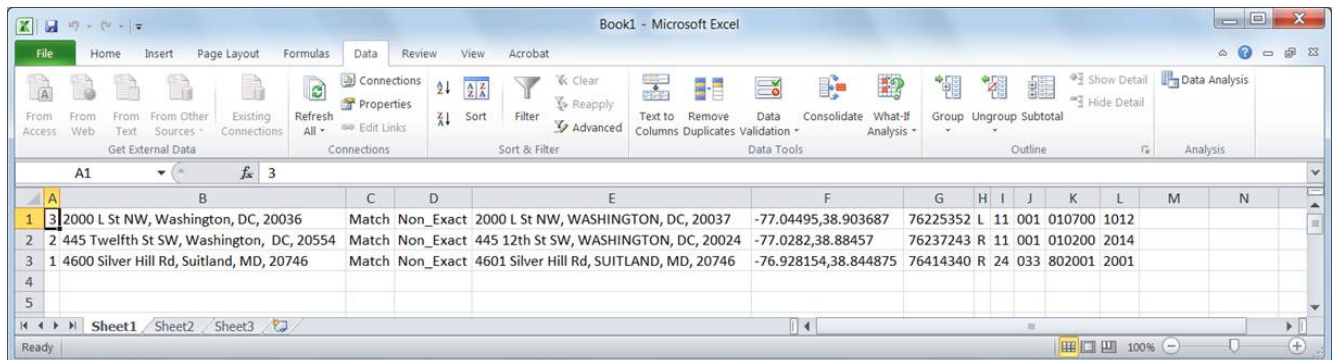 Book1 - Microsoft Excel
File Home Insert Page Layout Formulas Data Review View Acrobat
From Access From Web From Text From Other Sources Existing Connections
Get External Data
Refresh All Connections Properties Edit Links
Connections
Sort Filter Clear Reapply Advanced
Sort & Filter
Text to Columns Remove Duplicates Data Validation Consolidate What-If Analysis
Data Tools
Group Ungroup Subtotal Show Detail Hide Detail
Outline
Data Analysis
Analysis
A1 fx 3
A B C D E F G H I J K L M N
1 3 2000 L St NW, Washington, DC, 20036 Match Non_Exact 2000 L St NW, WASHINGTON, DC, 20037 -77.04495,38.903687 76225352 L 11 001 010700 1012
2 2 445 Twelfth St SW, Washington, DC, 20554 Match Non_Exact 445 12th St SW, WASHINGTON, DC, 20024 -77.0282,38.88457 76237243 R 11 001 010200 2014
3 1 4600 Silver Hill Rd, Suitland, MD, 20746 Match Non_Exact 4601 Silver Hill Rd, SUITLAND, MD, 20746 -76.928154,38.844875 76414340 R 24 033 802001 2001
4
5
Sheet1 Sheet2 Sheet3
Ready 100%